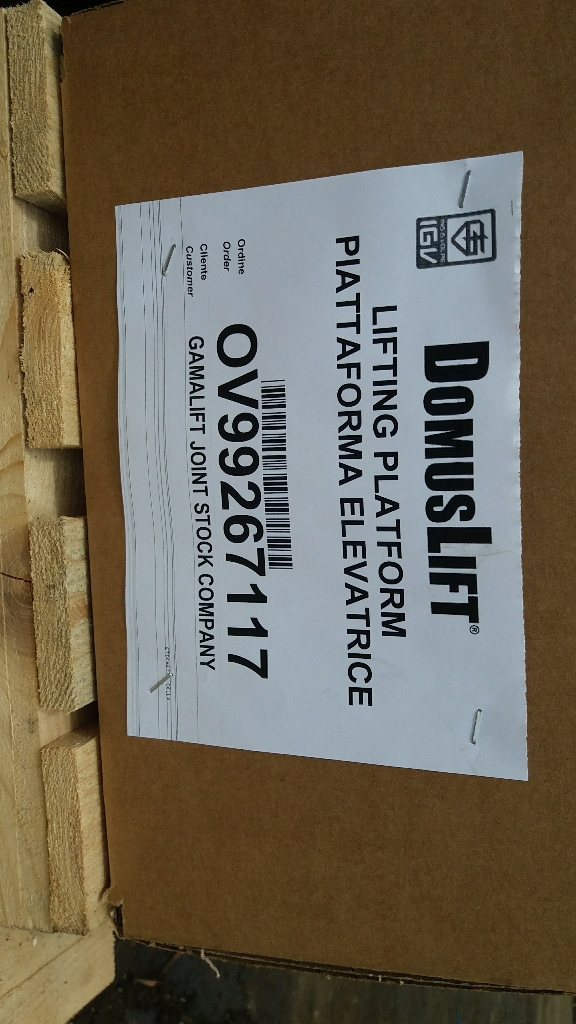 IGV
DOMUSLIFT®
LIFTING PLATFORM
PIATTAFORMA ELEVATRICE
Ordine
Order
OV99267117
Cliente
Customer
GAMALIFT JOINT STOCK COMPANY